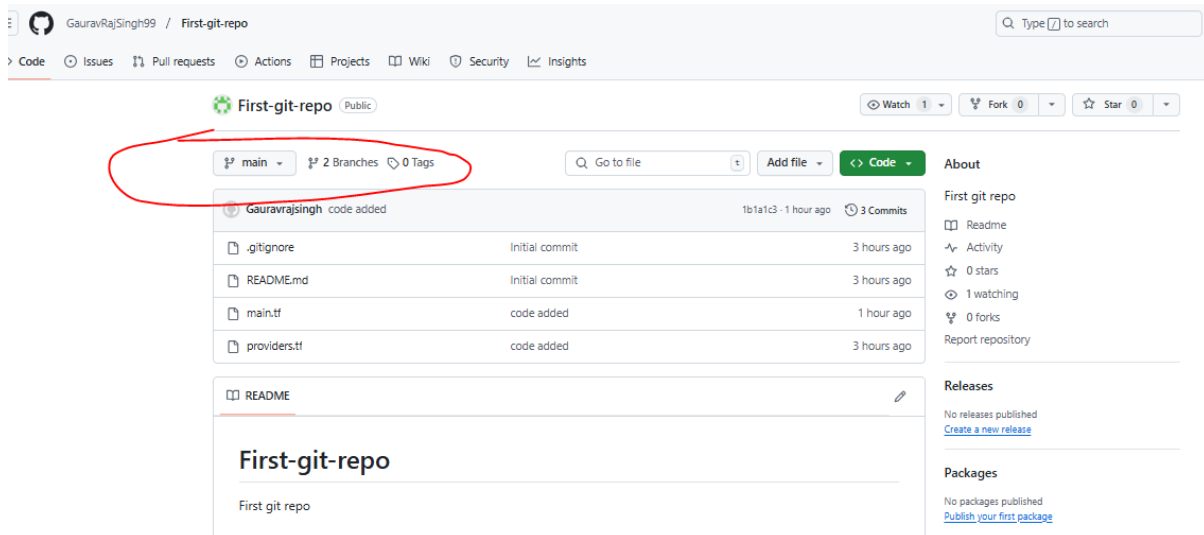 GauravRajSingh99 / First-git-repo
Type / to search
Code Issues Pull requests Actions Projects Wiki Security Insights
First-git-repo Public
Watch 1 Fork 0 Star 0
main 2 Branches 0 Tags
Go to file t Add file Code
Gauravrajsingh code added 1b1a1c3 · 1 hour ago 3 Commits
.gitignore Initial commit 3 hours ago
README.md Initial commit 3 hours ago
main.tf code added 1 hour ago
providers.tf code added 3 hours ago
README
First-git-repo
First git repo
About
First git repo
Readme
Activity
0 stars
1 watching
0 forks
Report repository
Releases
No releases published
Create a new release
Packages
No packages published
Publish your first package